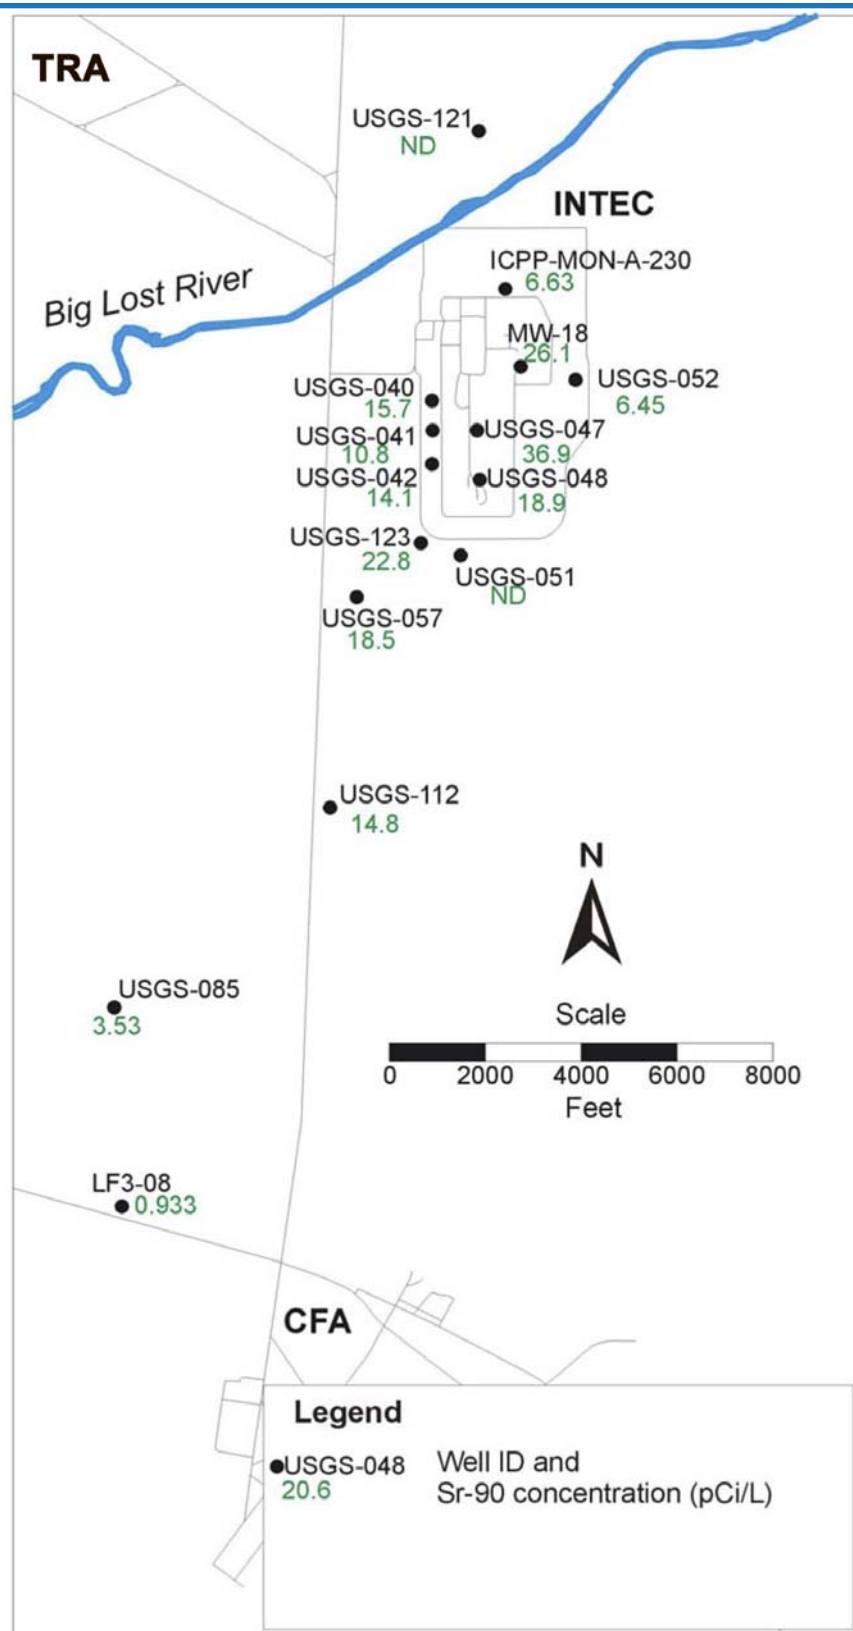 TRA
USGS-121
ND
INTEC
ICPP-MON-A-230
6.63
Big Lost River
MW-18
26.1
USGS-052
6.45
USGS-040
15.7
USGS-041
10.8
USGS-047
36.9
USGS-042
14.1
USGS-048
18.9
USGS-123
22.8
USGS-051
ND
USGS-057
18.5
USGS-112
14.8
N
USGS-085
3.53
Scale
0 2000 4000 6000 8000
Feet
LF3-08
0.933
CFA
Legend
USGS-048
20.6
Well ID and
Sr-90 concentration (pCi/L)